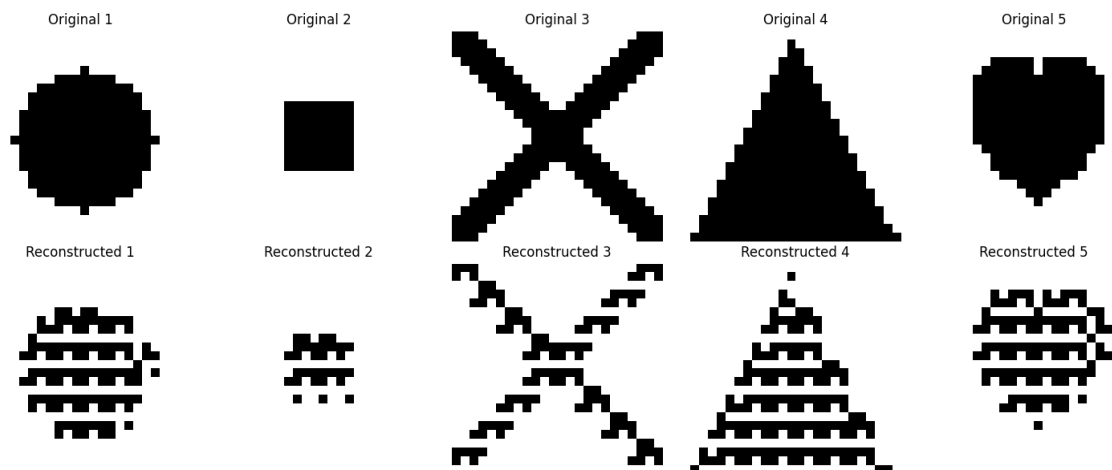 Original 1
Original 2
Original 3
Original 4
Original 5
Reconstructed 1
Reconstructed 2
Reconstructed 3
Reconstructed 4
Reconstructed 5